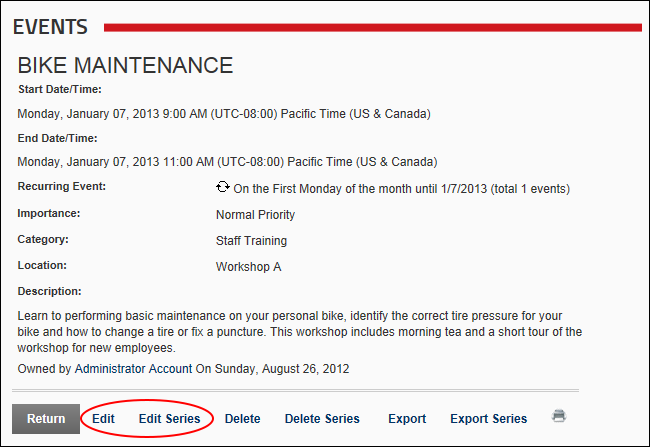 EVENTS
BIKE MAINTENANCE
Start Date/Time:
Monday, January 07, 2013 9:00 AM (UTC-08:00) Pacific Time (US & Canada)
End Date/Time:
Monday, January 07, 2013 11:00 AM (UTC-08:00) Pacific Time (US & Canada)
Recurring Event: On the First Monday of the month until 1/7/2013 (total 1 events)
Importance: Normal Priority
Category: Staff Training
Location: Workshop A
Description:
Learn to performing basic maintenance on your personal bike, identify the correct tire pressure for your
bike and how to change a tire or fix a puncture. This workshop includes morning tea and a short tour of the
workshop for new employees.
Owned by Administrator Account On Sunday, August 26, 2012
Return Edit Edit Series Delete Delete Series Export Export Series